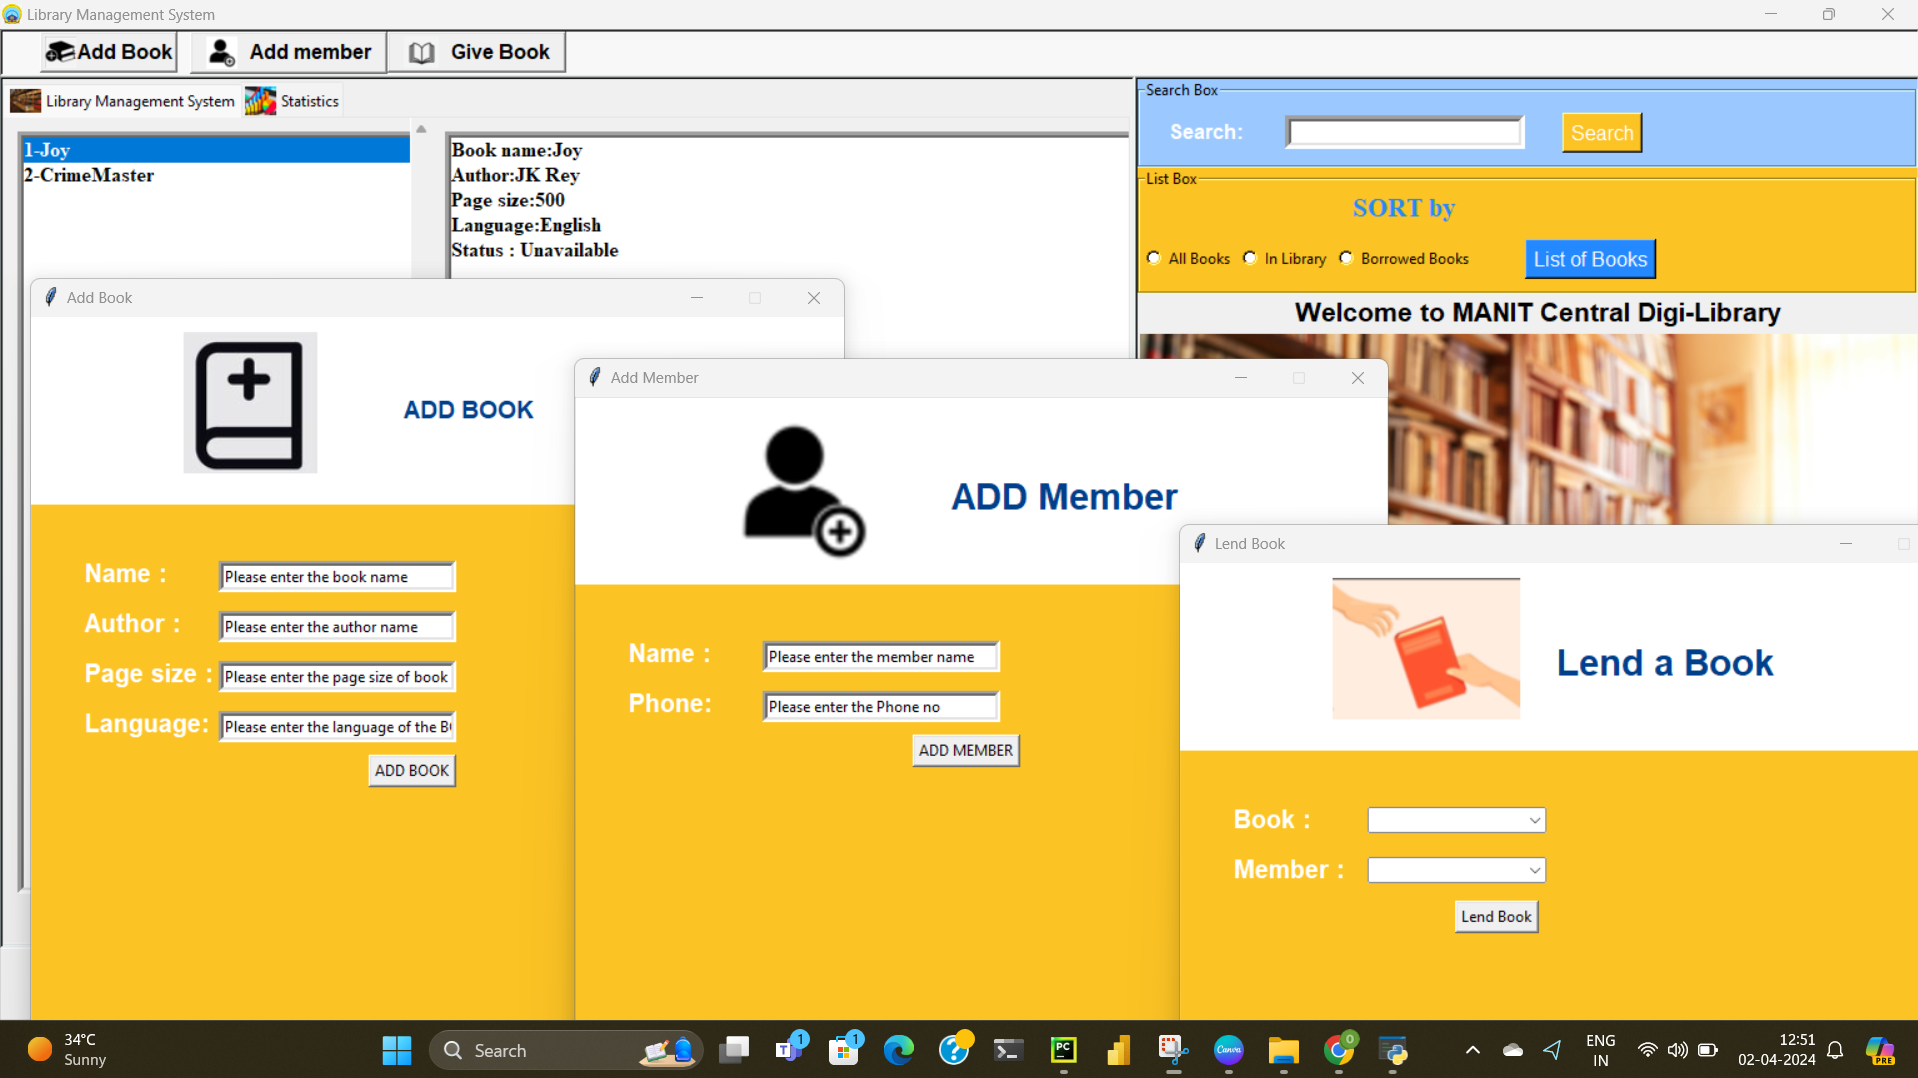 Library Management System
Add Book
Add member
Give Book
Library Management System
Statistics
1-Joy
2-CrimeMaster
Book name:Joy
Author:JK Rey
Page size:500
Language:English
Status : Unavailable
Search Box
Search:
Search
List Box
SORT by
All Books
In Library
Borrowed Books
List of Books
Welcome to MANIT Central Digi-Library
Add Book
ADD BOOK
Name :
Please enter the book name
Author :
Please enter the author name
Page size :
Please enter the page size of book
Language:
Please enter the language of the
ADD BOOK
Add Member
ADD Member
Name :
Please enter the member name
Phone:
Please enter the Phone no
ADD MEMBER
Lend Book
Lend a Book
Book :
Member :
Lend Book
34°C
Sunny
Search
1
1
PC
Canva
0
ENG
IN
12:51
02-04-2024
PRE